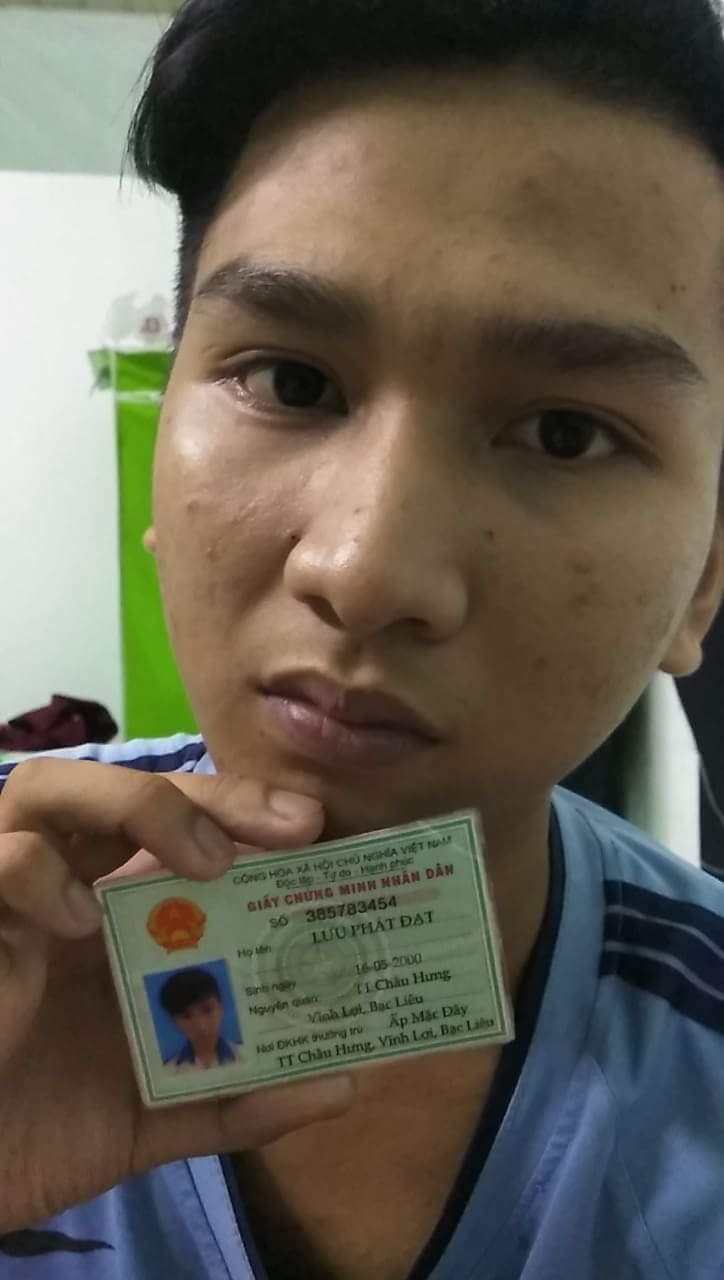 CỘNG HÒA XÃ HỘI CHỦ NGHĨA VIỆT NAM
Độc lập - Tự do - Hạnh phúc
GIẤY CHỨNG MINH NHÂN DÂN
SỐ 385783454
Họ tên LƯU PHÁT ĐẠT
Sinh ngày 16-05-2000
Nguyên quán: TT Châu Hưng
Vĩnh Lợi, Bạc Liêu
Nơi ĐKHK thường trú Ấp Mặc Đây
TT Châu Hưng, Vĩnh Lợi, Bạc Liêu